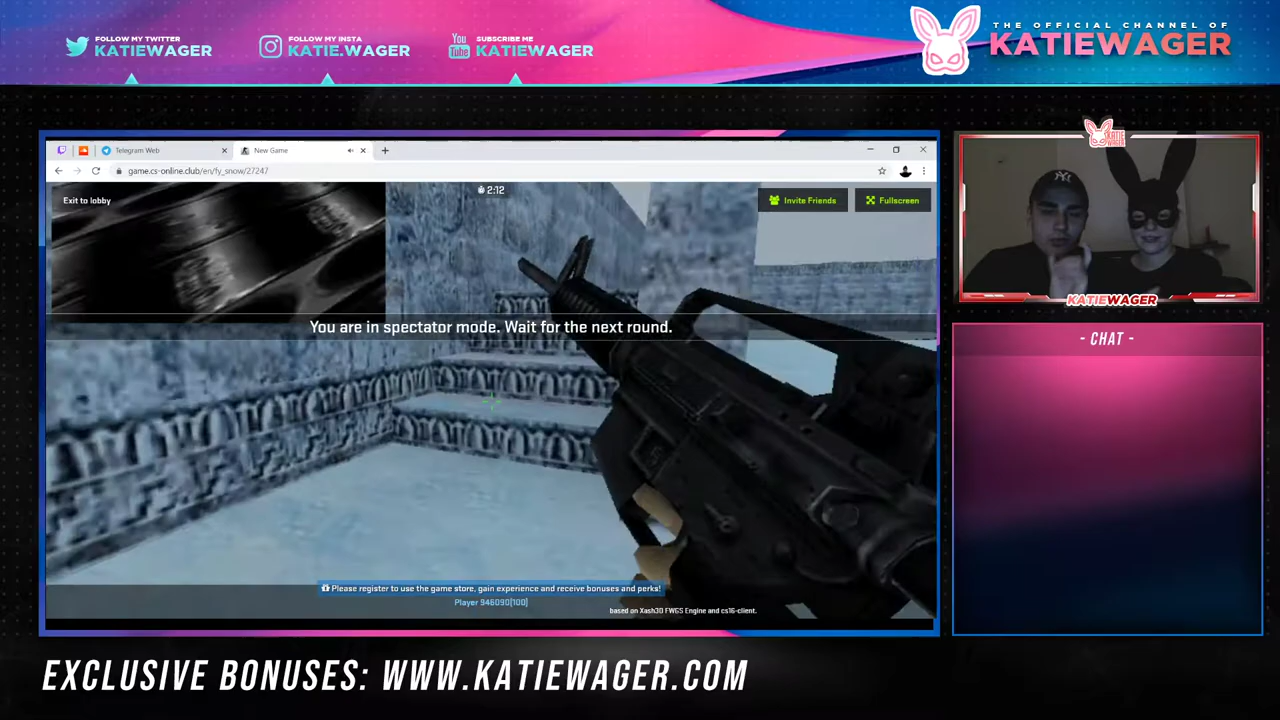 FOLLOW MY TWITTER
KATIEWAGER
FOLLOW MY INSTA
KATIE.WAGER
You Tube
SUBSCRIBE ME
KATIEWAGER
THE OFFICIAL CHANNEL OF
KATIEWAGER
Telegram Web
New Game
game.cs-online.club/en/fy_snow/27247
Exit to lobby
2:12
Invite Friends
Fullscreen
You are in spectator mode. Wait for the next round.
Please register to use the game store, gain experience and receive bonuses and perks!
Player 946090[100]
based on Xash3D FWGS Engine and cs16-client.
KATIE
WAGER
KATIEWAGER
- CHAT -
EXCLUSIVE BONUSES: WWW.KATIEWAGER.COM